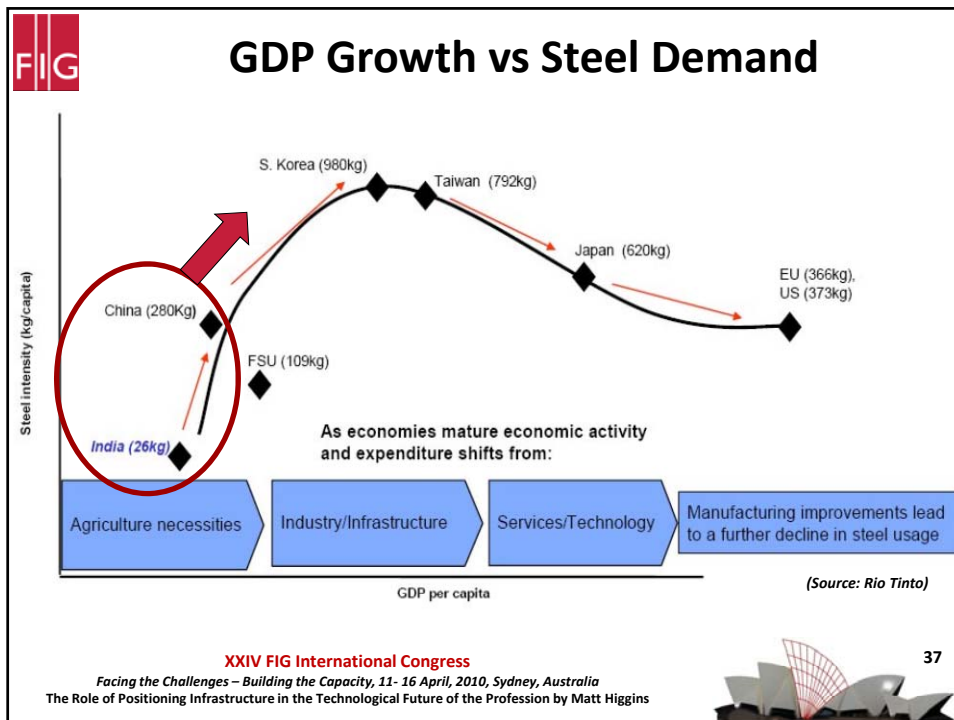 FIG
GDP Growth vs Steel Demand
S. Korea (980kg)
Taiwan (792kg)
Japan (620kg)
EU (366kg),
US (373kg)
China (280Kg)
FSU (109kg)
India (26kg)
Steel intensity (kg/capita)
As economies mature economic activity
and expenditure shifts from:
Agriculture necessities
Industry/Infrastructure
Services/Technology
Manufacturing improvements lead
to a further decline in steel usage
GDP per capita
(Source: Rio Tinto)
XXIV FIG International Congress
Facing the Challenges – Building the Capacity, 11- 16 April, 2010, Sydney, Australia
The Role of Positioning Infrastructure in the Technological Future of the Profession by Matt Higgins
37